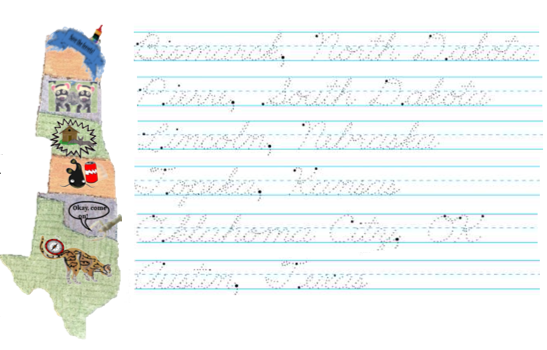 Bismarck, North Dakota
Pierre, South Dakota
Lincoln, Nebraska
Topeka, Kansas
Okay, come on!
Oklahoma City, OK
Austin, Texas